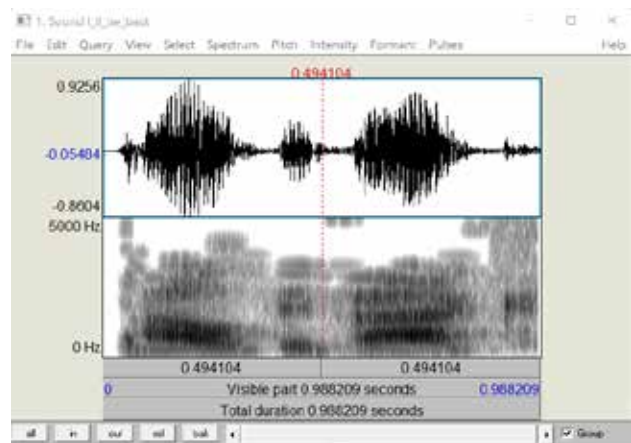 File Edit Query View Select Spectrum Pitch Intensity Formant Pulses Help
0.494104
0.9256
-0.05484
-0.8604
5000 Hz
0 Hz
0.494104 0.494104
0 Visible part 0.988209 seconds 0.988209
Total duration 0.988209 seconds
all in out sel bak Group